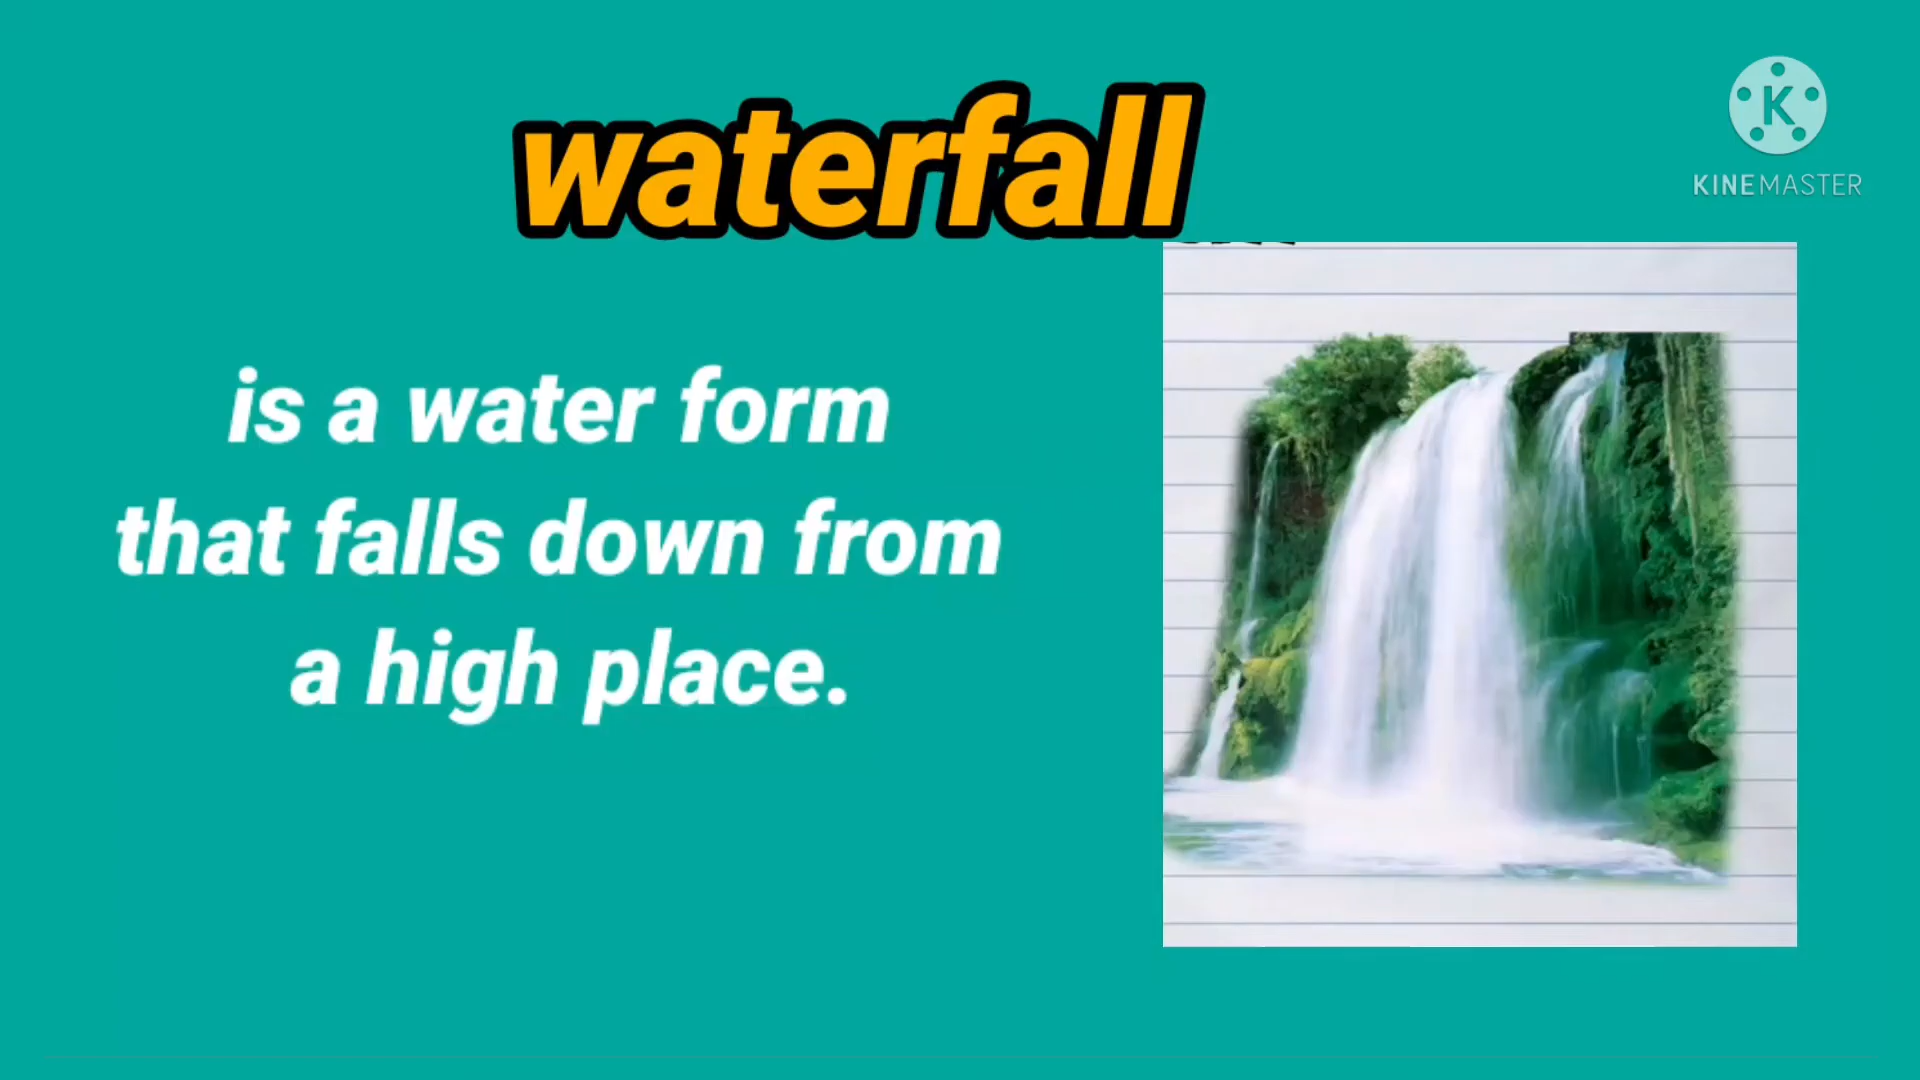 waterfall
K
KINEMASTER
is a water form
that falls down from
a high place.